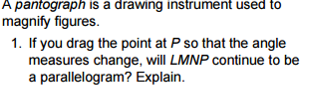 A pantograph is a drawing instrument used to
magnify figures.
1. If you drag the point at P so that the angle
measures change, will LMNP continue to be
a parallelogram? Explain.